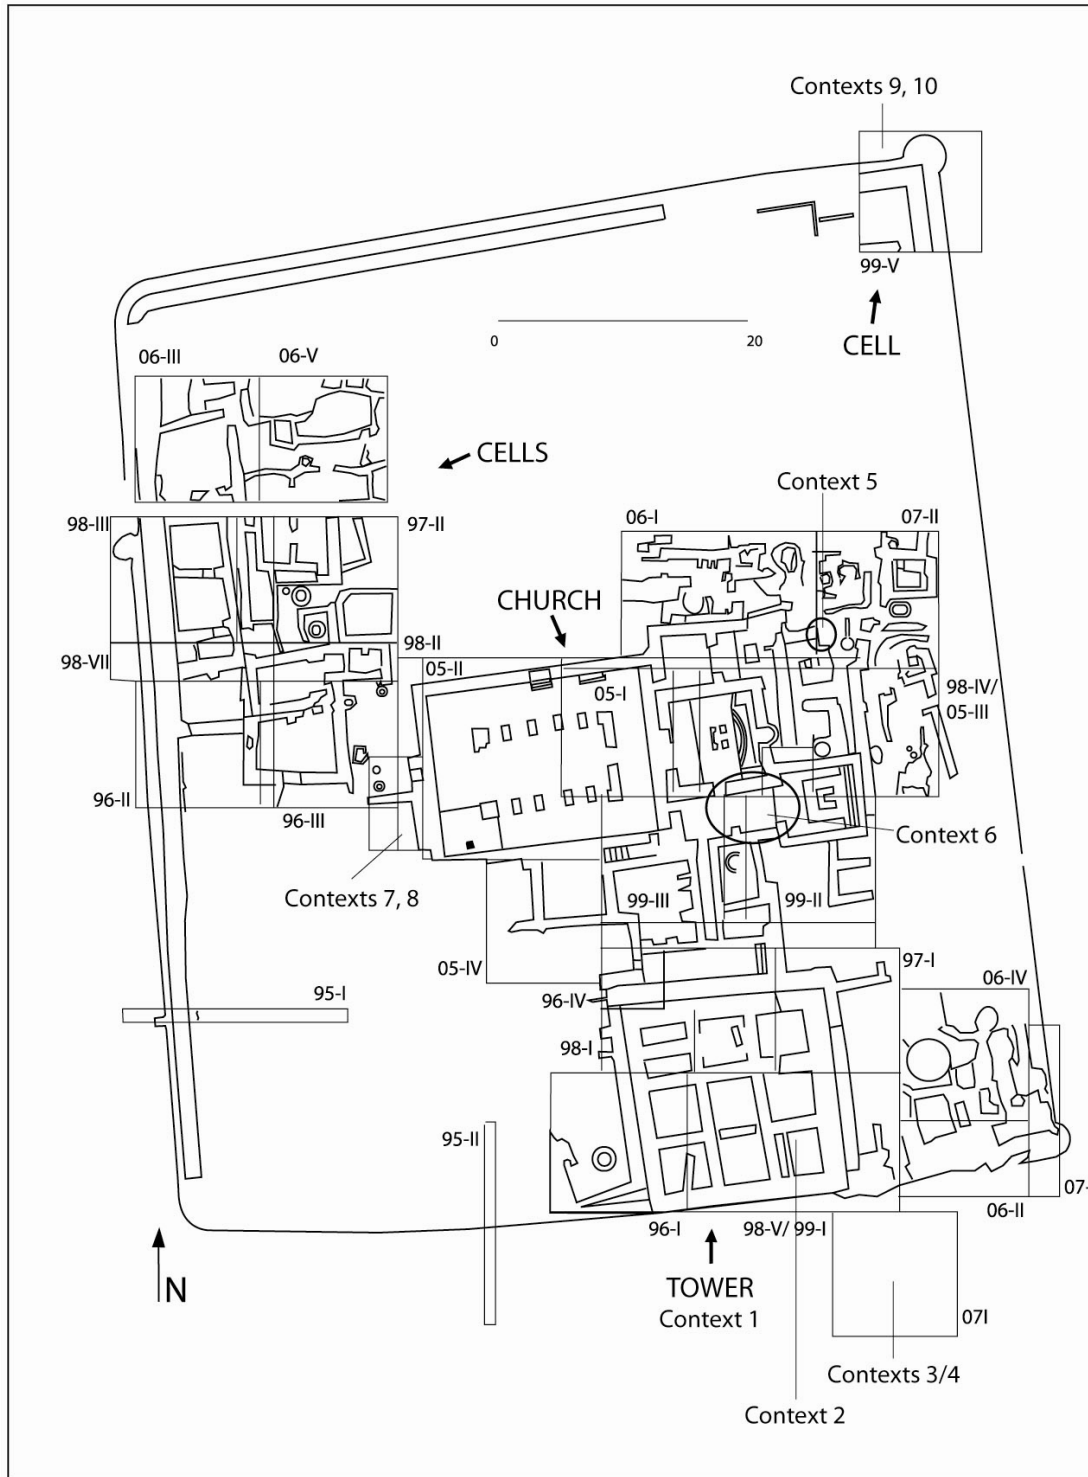 Contexts 9, 10
99-V
CELL
0 20
06-III 06-V
CELLS
Context 5
98-III 97-II
06-I 07-II
CHURCH
98-II
98-VII
05-II
05-I
98-IV/
05-III
96-II
96-III
Context 6
Contexts 7, 8
99-III 99-II
05-IV
97-I
96-IV
06-IV
95-I
98-I
95-II
07-
06-II
96-I 98-V/ 99-I
N
TOWER
Context 1
07I
Contexts 3/4
Context 2